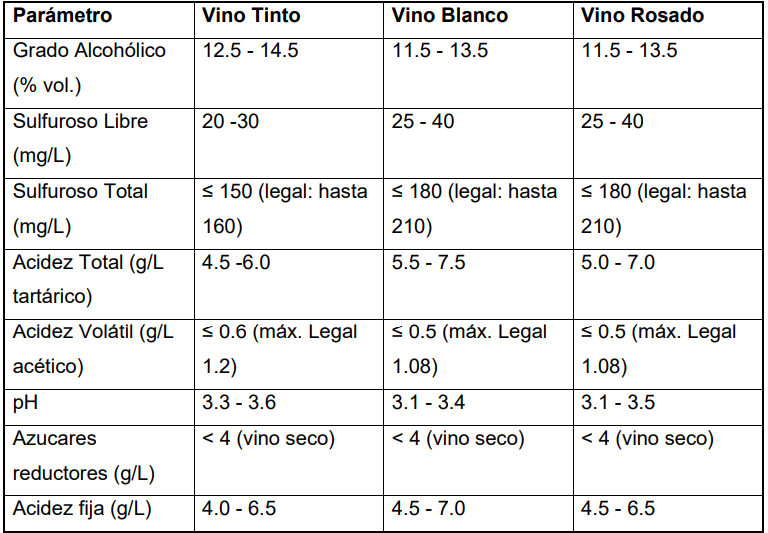 Parámetro Vino Tinto Vino Blanco Vino Rosado
Grado Alcohólico 12.5 - 14.5 11.5 - 13.5 11.5 - 13.5
(% vol.)
Sulfuroso Libre 20 -30 25 - 40 25 - 40
(mg/L)
Sulfuroso Total ≤ 150 (legal: hasta ≤ 180 (legal: hasta ≤ 180 (legal: hasta
(mg/L) 160) 210) 210)
Acidez Total (g/L 4.5 -6.0 5.5 - 7.5 5.0 - 7.0
tartárico)
Acidez Volátil (g/L ≤ 0.6 (máx. Legal ≤ 0.5 (máx. Legal ≤ 0.5 (máx. Legal
acético) 1.2) 1.08) 1.08)
pH 3.3 - 3.6 3.1 - 3.4 3.1 - 3.5
Azucares < 4 (vino seco) < 4 (vino seco) < 4 (vino seco)
reductores (g/L)
Acidez fija (g/L) 4.0 - 6.5 4.5 - 7.0 4.5 - 6.5